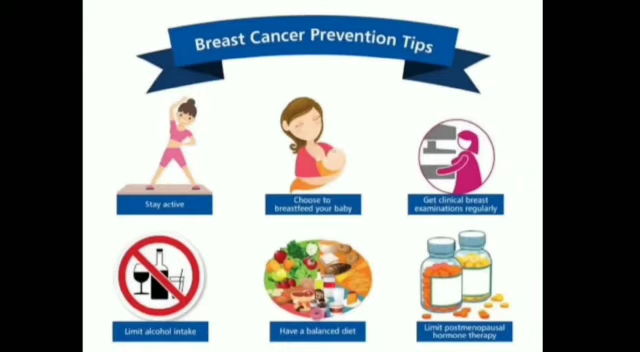 Breast Cancer Prevention Tips
Stay active
Choose to
breastfeed your baby
Get clinical breast
examinations regularly
Limit alcohol intake
Have a balanced diet
Limit postmenopausal
hormone therapy